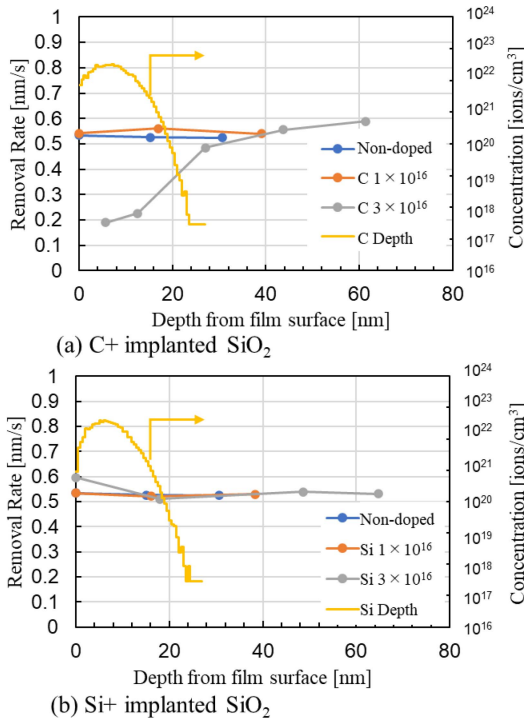 1
0.9
0.8
0.7
0.6
0.5
0.4
0.3
0.2
0.1
0
Removal Rate [nm/s]
10²⁴
10²³
10²²
10²¹
10²⁰
10¹⁹
10¹⁸
10¹⁷
10¹⁶
Concentration [ions/cm³]
Non-doped
C 1 × 10¹⁶
C 3 × 10¹⁶
C Depth
0 20 40 60 80
Depth from film surface [nm]
(a) C+ implanted SiO₂
1
0.9
0.8
0.7
0.6
0.5
0.4
0.3
0.2
0.1
0
Removal Rate [nm/s]
10²⁴
10²³
10²²
10²¹
10²⁰
10¹⁹
10¹⁸
10¹⁷
10¹⁶
Concentration [ions/cm³]
Non-doped
Si 1 × 10¹⁶
Si 3 × 10¹⁶
Si Depth
0 20 40 60 80
Depth from film surface [nm]
(b) Si+ implanted SiO₂